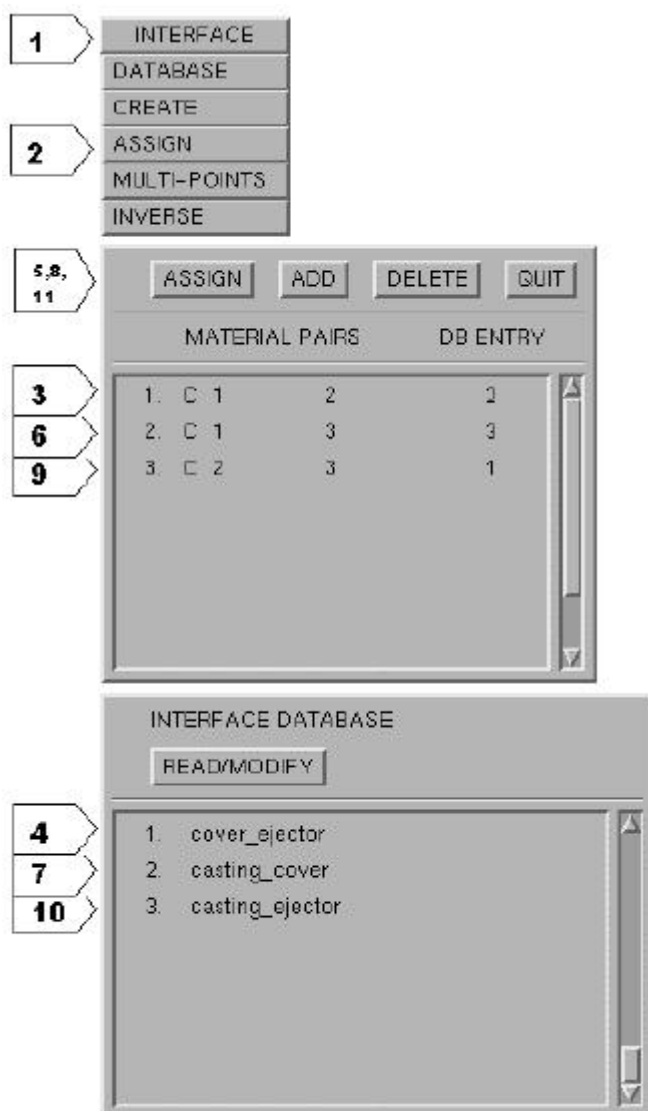 1
INTERFACE
DATABASE
CREATE
2
ASSIGN
MULTI-POINTS
INVERSE
5,8,
11
ASSIGN ADD DELETE QUIT
MATERIAL PAIRS DB ENTRY
3
1. C 1 2
6
2. C 1 3 3
9
3. C 2 3 1
INTERFACE DATABASE
READ/MODIFY
4
1. cover_ejector
7
2. casting_cover
10
3. casting_ejector